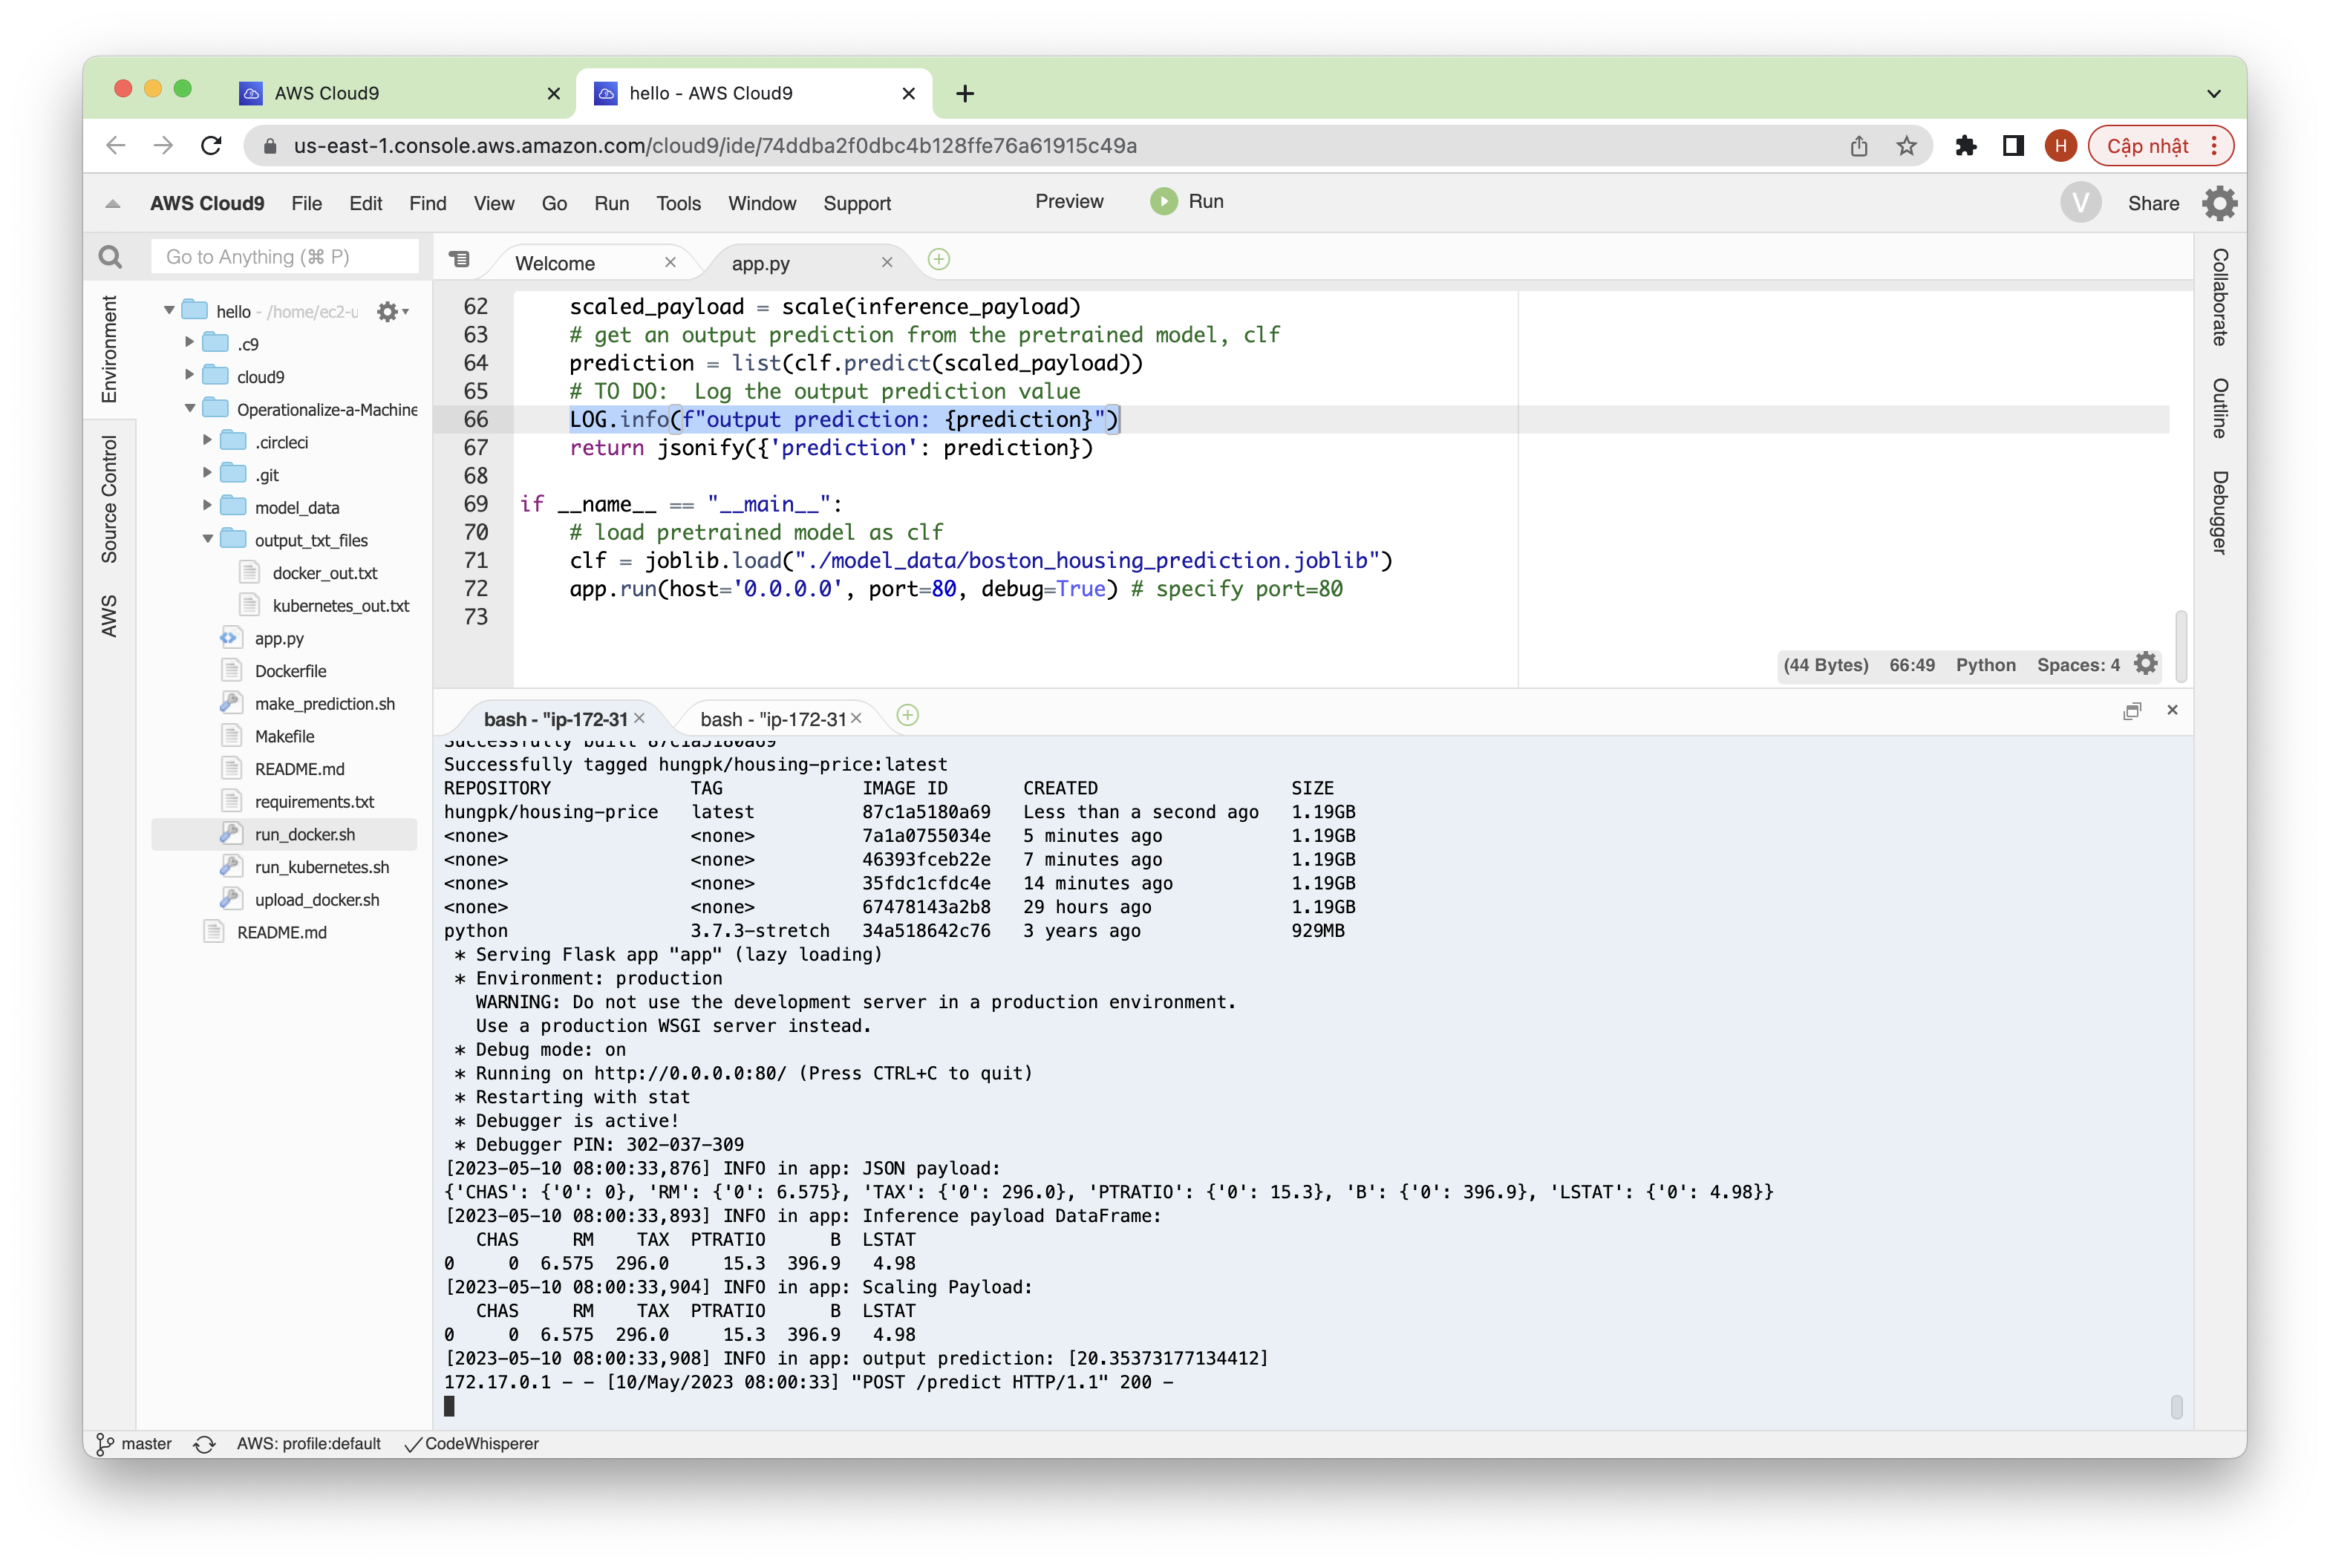 AWS Cloud9
hello - AWS Cloud9
us-east-1.console.aws.amazon.com/cloud9/ide/74ddba2f0dbc4b128ffe76a61915c49a
H
Cập nhật
AWS Cloud9 File Edit Find View Go Run Tools Window Support Preview Run V Share
Go to Anything (⌘ P)
Environment
Source Control
AWS
hello - /home/ec2-u
.c9
cloud9
Operationalize-a-Machine
.circleci
.git
model_data
output_txt_files
docker_out.txt
kubernetes_out.txt
app.py
Dockerfile
make_prediction.sh
Makefile
README.md
requirements.txt
run_docker.sh
run_kubernetes.sh
upload_docker.sh
README.md
Welcome
app.py
62 scaled_payload = scale(inference_payload)
63 # get an output prediction from the pretrained model, clf
64 prediction = list(clf.predict(scaled_payload))
65 # TO DO:  Log the output prediction value
66 LOG.info(f"output prediction: {prediction}")
67 return jsonify({'prediction': prediction})
68
69 if __name__ == "__main__":
70 # load pretrained model as clf
71 clf = joblib.load("./model_data/boston_housing_prediction.joblib")
72 app.run(host='0.0.0.0', port=80, debug=True) # specify port=80
73
(44 Bytes) 66:49 Python Spaces: 4
Collaborate
Outline
Debugger
bash - "ip-172-31
bash - "ip-172-31
Successfully built 87c1a5180a69
Successfully tagged hungpk/housing-price:latest
REPOSITORY TAG IMAGE ID CREATED SIZE
hungpk/housing-price latest 87c1a5180a69 Less than a second ago 1.19GB
<none> <none> 7a1a0755034e 5 minutes ago 1.19GB
<none> <none> 46393fceb22e 7 minutes ago 1.19GB
<none> <none> 35fdc1cfdc4e 14 minutes ago 1.19GB
<none> <none> 67478143a2b8 29 hours ago 1.19GB
python 3.7.3-stretch 34a518642c76 3 years ago 929MB
* Serving Flask app "app" (lazy loading)
* Environment: production
WARNING: Do not use the development server in a production environment.
Use a production WSGI server instead.
* Debug mode: on
* Running on http://0.0.0.0:80/ (Press CTRL+C to quit)
* Restarting with stat
* Debugger is active!
* Debugger PIN: 302-037-309
[2023-05-10 08:00:33,876] INFO in app: JSON payload:
{'CHAS': {'0': 0}, 'RM': {'0': 6.575}, 'TAX': {'0': 296.0}, 'PTRATIO': {'0': 15.3}, 'B': {'0': 396.9}, 'LSTAT': {'0': 4.98}}
[2023-05-10 08:00:33,893] INFO in app: Inference payload DataFrame:
CHAS RM TAX PTRATIO B LSTAT
0 0 6.575 296.0 15.3 396.9 4.98
[2023-05-10 08:00:33,904] INFO in app: Scaling Payload:
CHAS RM TAX PTRATIO B LSTAT
0 0 6.575 296.0 15.3 396.9 4.98
[2023-05-10 08:00:33,908] INFO in app: output prediction: [20.35373177134412]
172.17.0.1 - - [10/May/2023 08:00:33] "POST /predict HTTP/1.1" 200 -
master AWS: profile:default CodeWhisperer